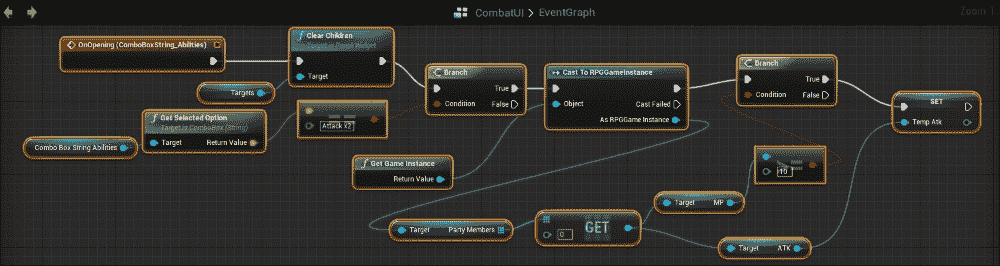 CombatUI > EventGraph
Zoom 1
OnOpening (ComboBoxString_Abilities)
Clear Children
Target is Panel Widget
Target
Targets
Get Selected Option
Target is ComboBox (String)
Target Return Value
Combo Box String Abilities
Attack x2
Branch
True
Condition False
Get Game Instance
Return Value
Cast To RPGGameInstance
Object Cast Failed
As RPGGame Instance
Branch
True
Condition False
SET
Temp Atk
10
Target MP
Target Party Members
0 GET
Target ATK